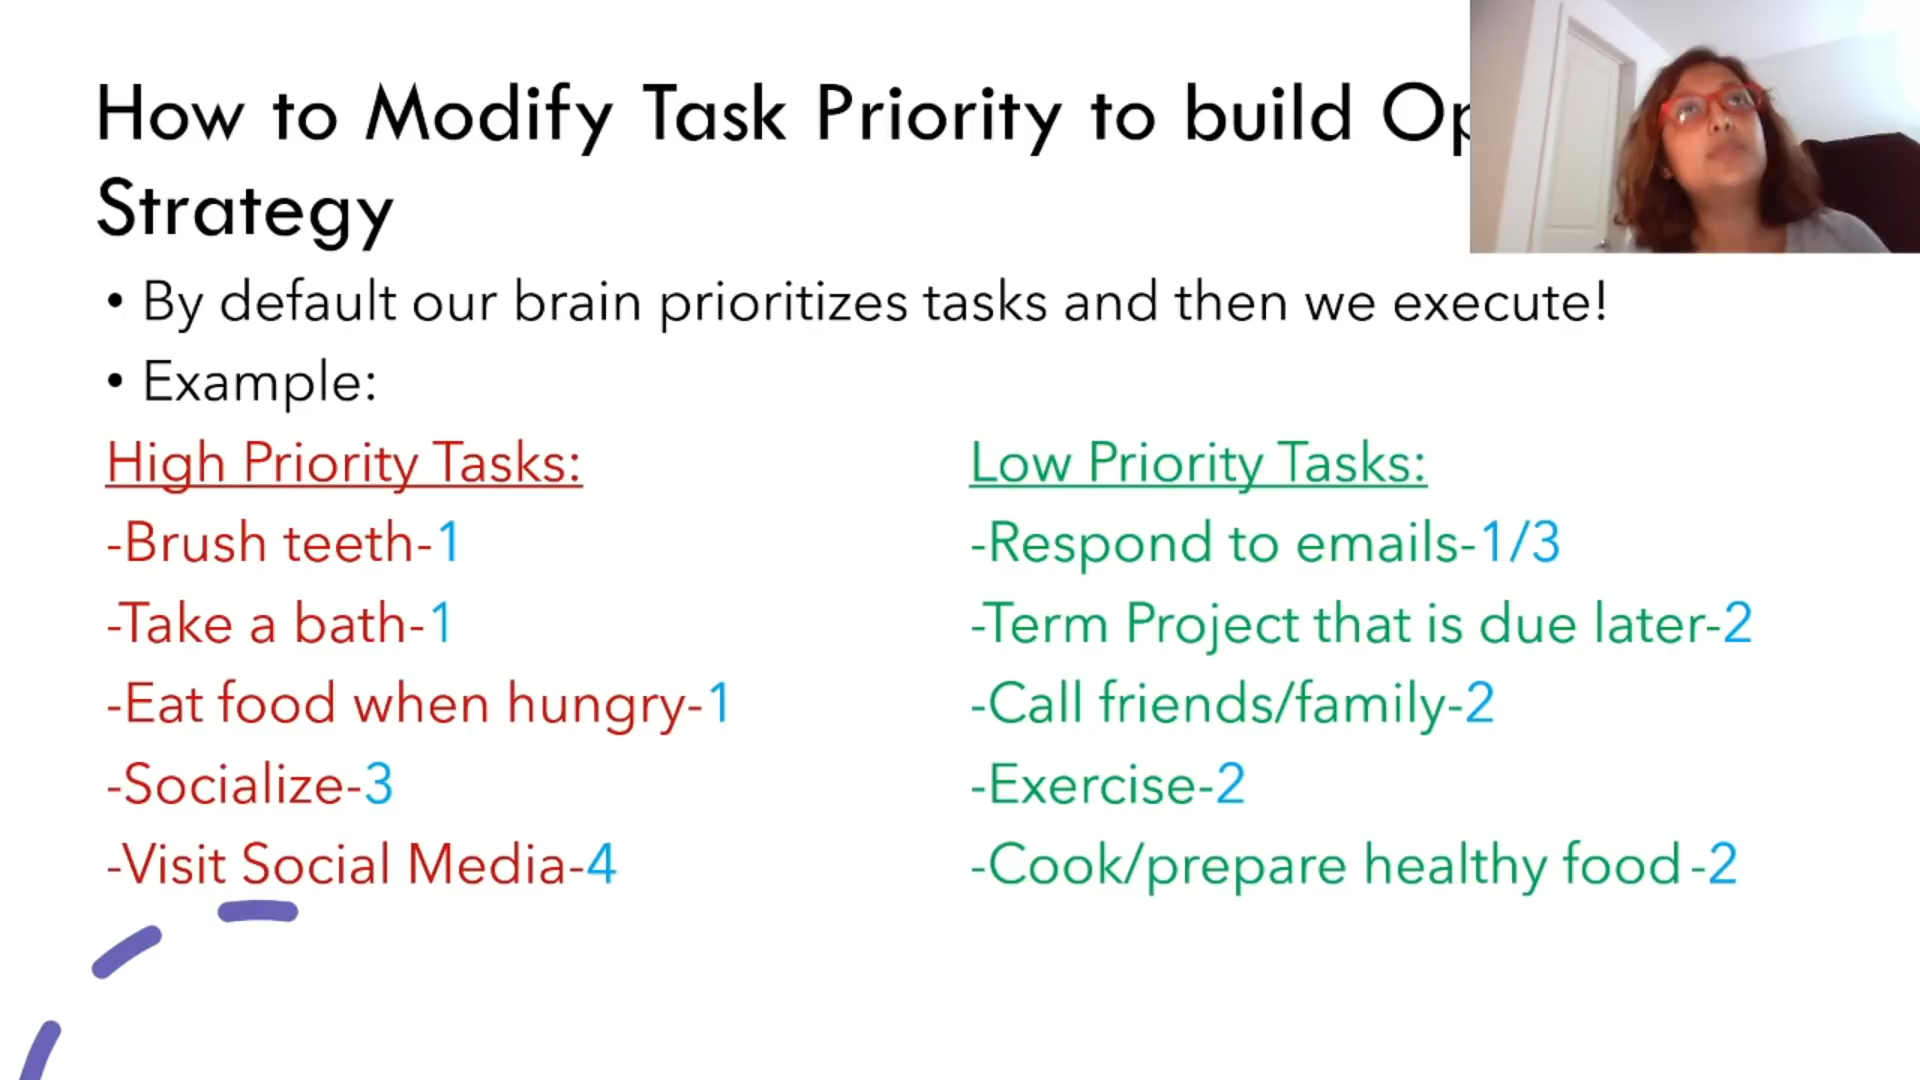 How to Modify Task Priority to build
Strategy
• By default our brain prioritizes tasks and then we execute!
• Example:
High Priority Tasks:
-Brush teeth-1
-Take a bath-1
-Eat food when hungry-1
-Socialize-3
-Visit Social Media-4
Low Priority Tasks:
-Respond to emails-1/3
-Term Project that is due later-2
-Call friends/family-2
-Exercise-2
-Cook/prepare healthy food-2